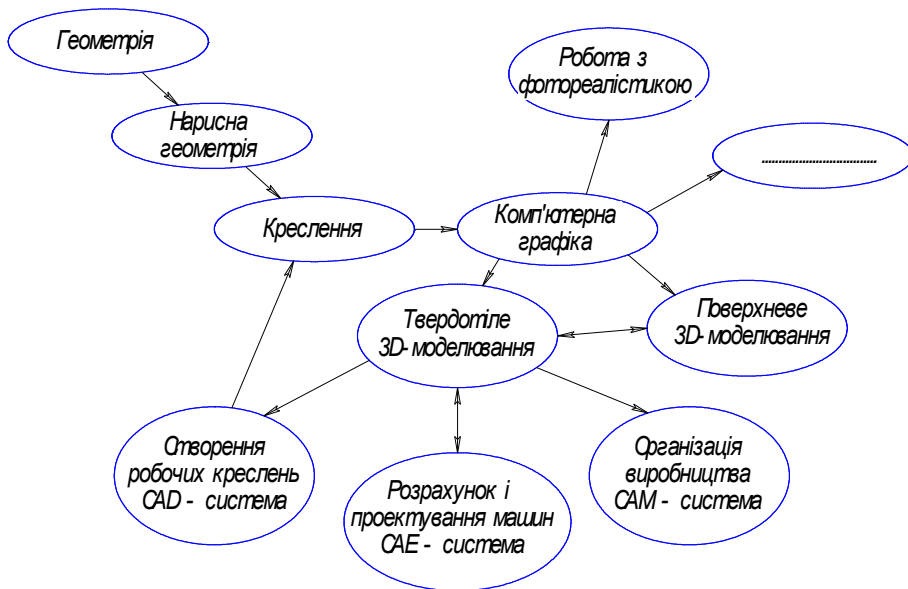 Геометрія
Нарисна
геометрія
Креслення
Робота з
фотореалістикою
.....................................
Комп'ютерна
графіка
Твердотіле
3D- моделювання
Поверхневе
3D- моделювання
Створення
робочих креслень
CAD - система
Розрахунок і
проектування машин
CAE - система
Організація
виробництва
CAM - система